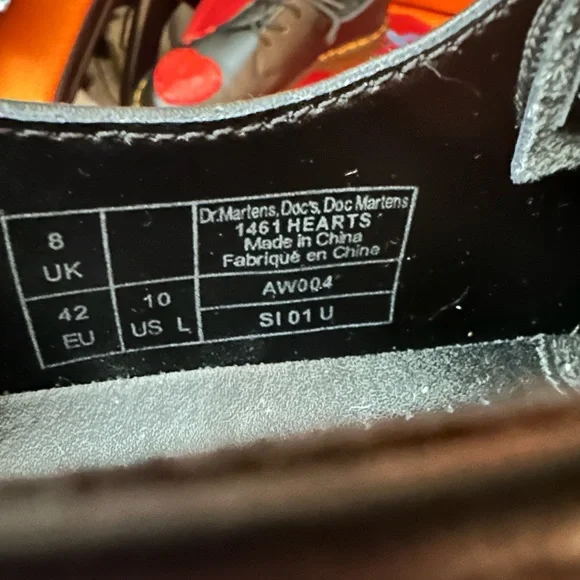 8
UK
42
EU
10
US L
Dr.Martens, Doc's, Doc Martens
1461 HEARTS
Made in China
Fabriqué en Chine
AW004
SI 01 U